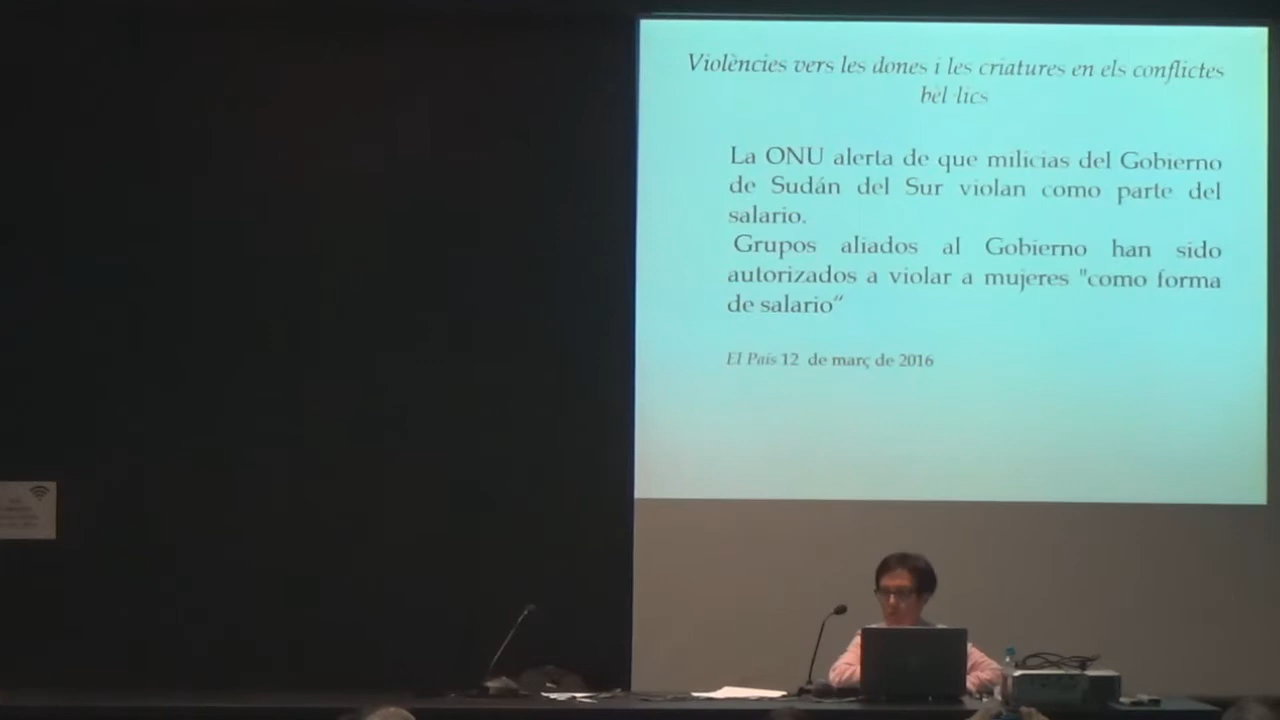 Violències vers les dones i les criatures en els conflictes
bèl·lics
La ONU alerta de que milicias del Gobierno
de Sudán del Sur violan como parte del
salario.
Grupos aliados al Gobierno han sido
autorizados a violar a mujeres "como forma
de salario“
El País 12 de març de 2016